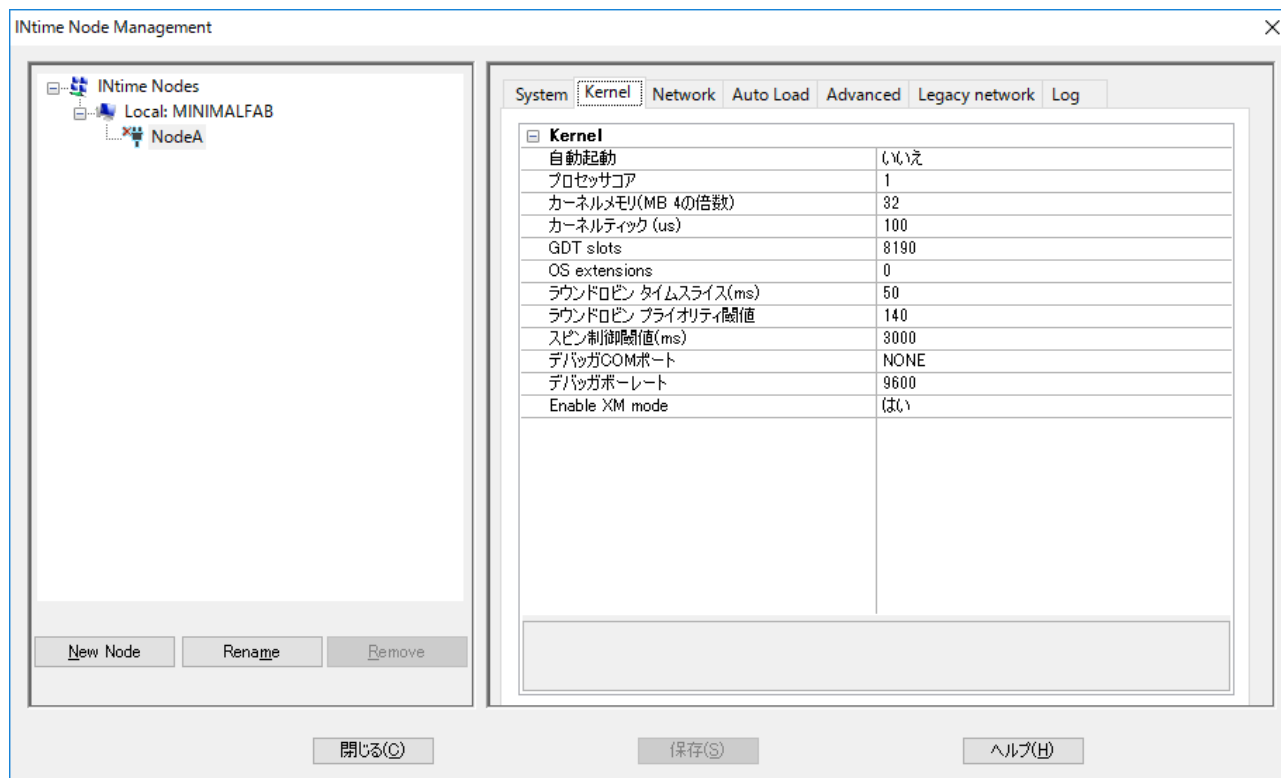 INtime Node Management
INtime Nodes
Local: MINIMALFAB
NodeA
New Node Rename Remove
System Kernel Network Auto Load Advanced Legacy network Log
Kernel
自動起動 いいえ
プロセッサコア 1
カーネルメモリ(MB 4の倍数) 32
カーネルティック (us) 100
GDT slots 8190
OS extensions 0
ラウンドロビン タイムスライス(ms) 50
ラウンドロビン プライオリティ閾値 140
スピン制御閾値(ms) 3000
デバッガCOMポート NONE
デバッガボーレート 9600
Enable XM mode はい
閉じる(C) 保存(S) ヘルプ(H)